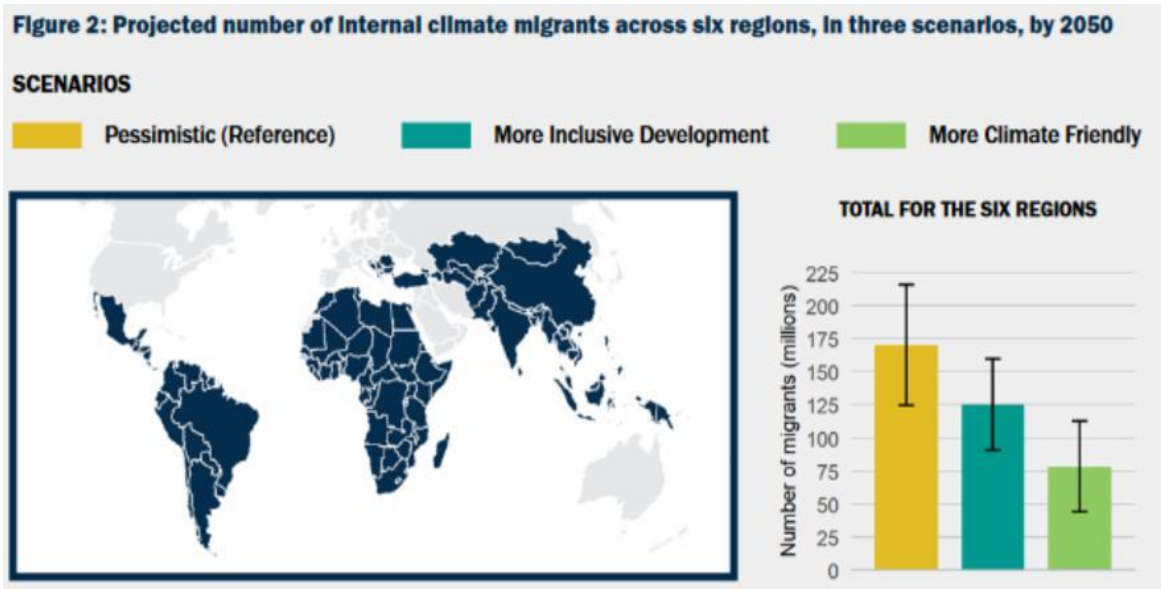 Figure 2: Projected number of internal climate migrants across six regions, in three scenarios, by 2050
SCENARIOS
Pessimistic (Reference)
More Inclusive Development
More Climate Friendly
TOTAL FOR THE SIX REGIONS
Number of migrants (millions)
225
200
175
150
125
100
75
50
25
0